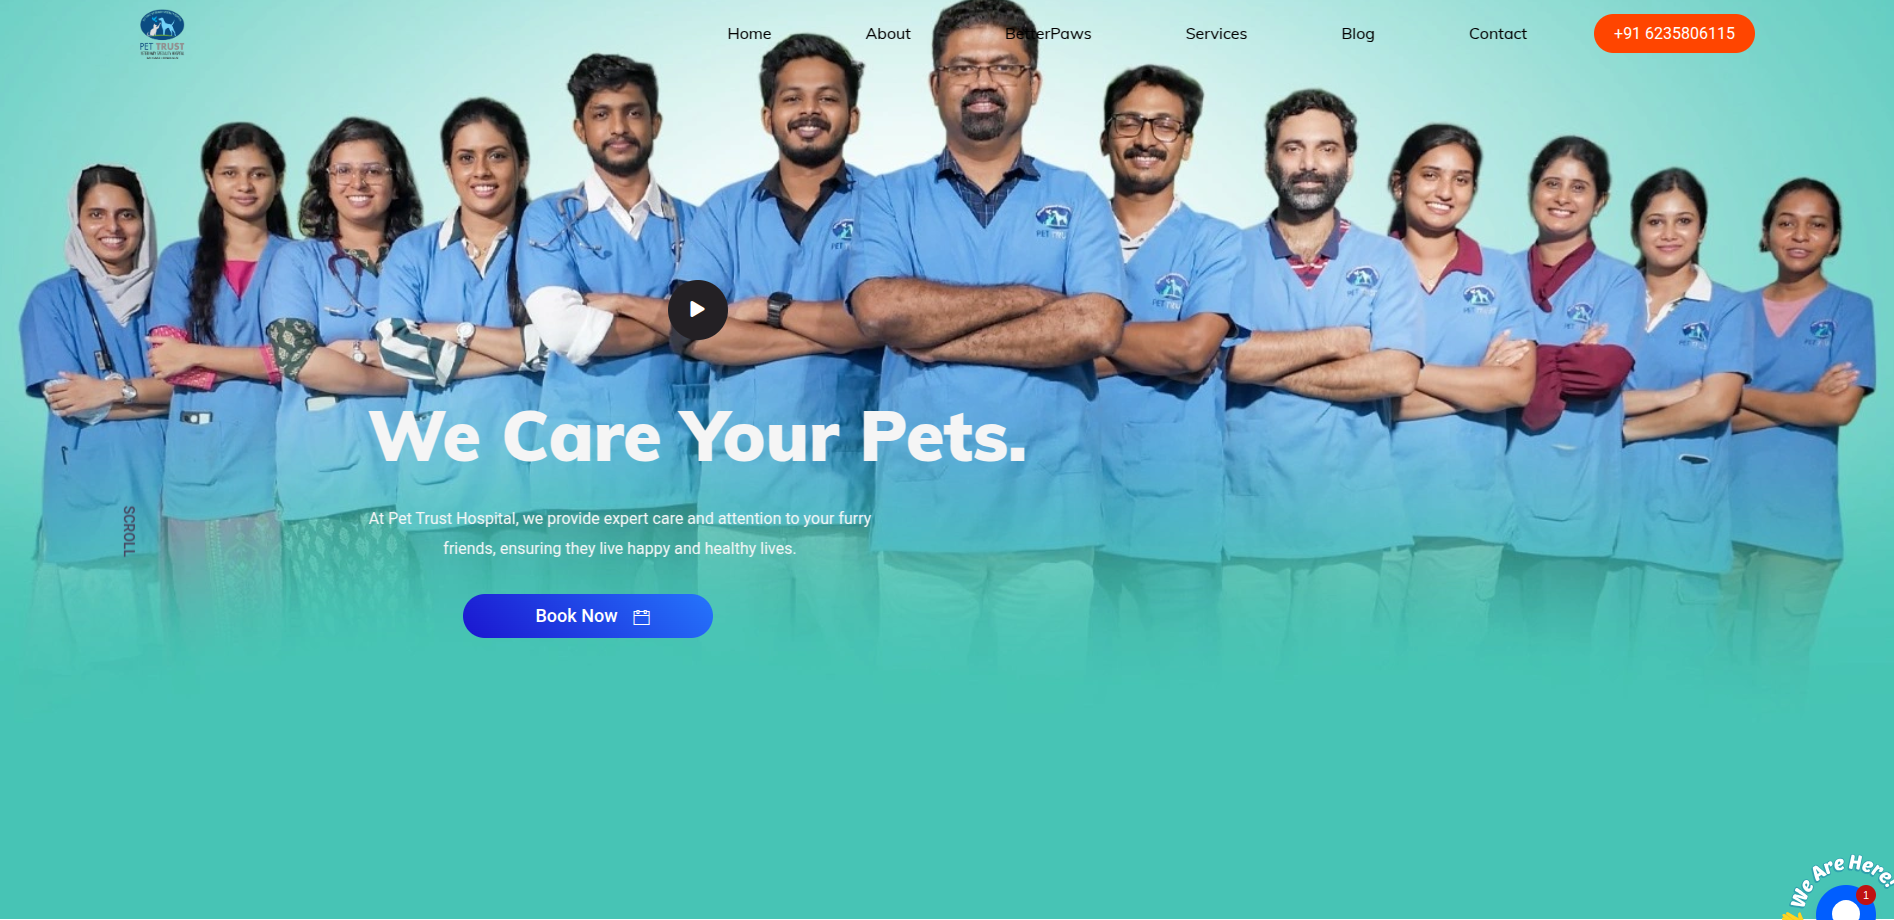 PET TRUST
Home
About
BetterPaws
Services
Blog
Contact
+91 6235806115
PET TRUST
We Care Your Pets.
At Pet Trust Hospital, we provide expert care and attention to your furry
friends, ensuring they live happy and healthy lives.
SCROLL
Book Now
We Are Here!
1